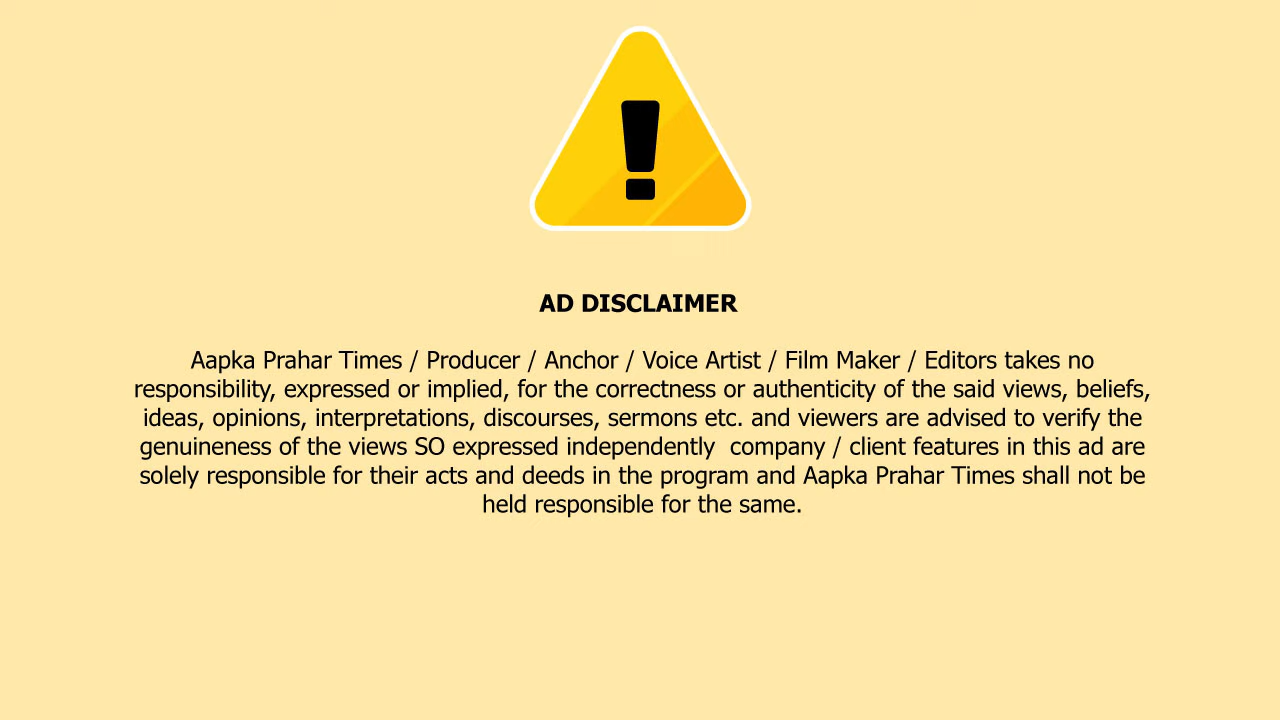 AD DISCLAIMER
Aapka Prahar Times / Producer / Anchor / Voice Artist / Film Maker / Editors takes no
responsibility, expressed or implied, for the correctness or authenticity of the said views, beliefs,
ideas, opinions, interpretations, discourses, sermons etc. and viewers are advised to verify the
genuineness of the views SO expressed independently  company / client features in this ad are
solely responsible for their acts and deeds in the program and Aapka Prahar Times shall not be
held responsible for the same.